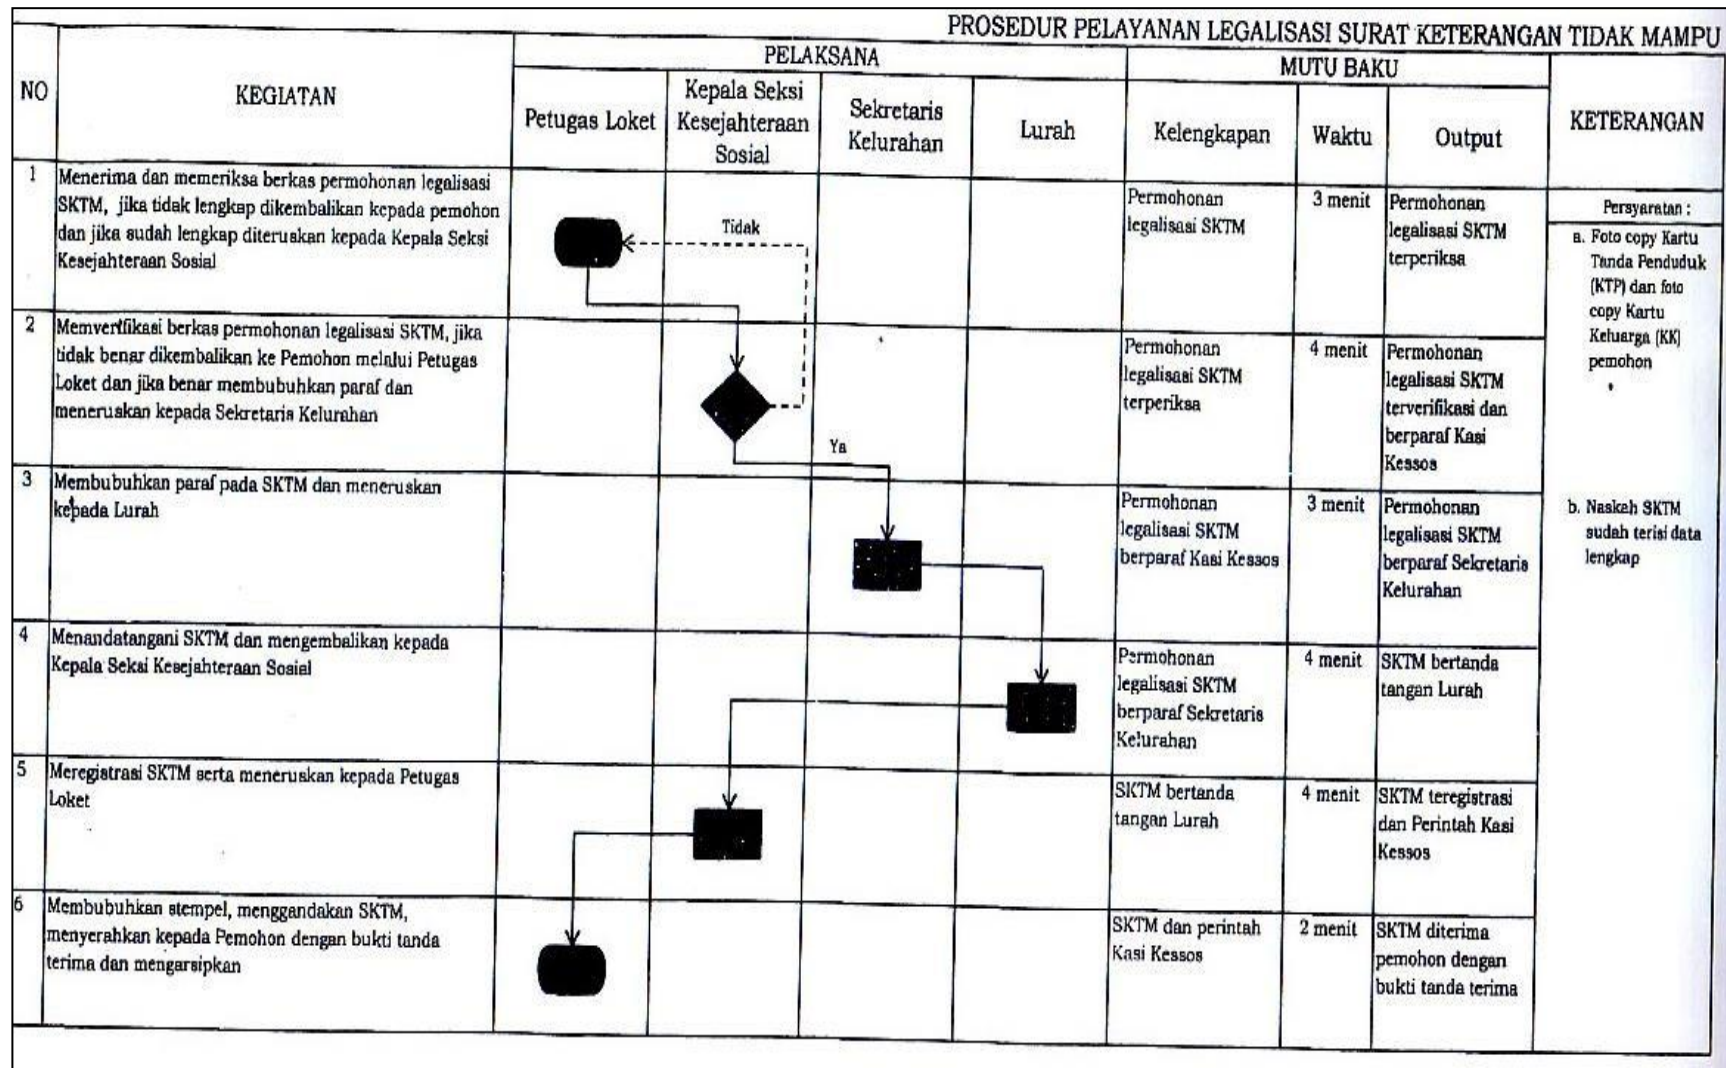 PROSEDUR PELAYANAN LEGALISASI SURAT KETERANGAN TIDAK MAMPU
NO
KEGIATAN
PELAKSANA
MUTU BAKU
KETERANGAN
Petugas Loket
Kepala Seksi
Kesejahteraan
Sosial
Sekretaris
Kelurahan
Lurah
Kelengkapan
Waktu
Output
1
Menerima dan memeriksa berkas permohonan legalisasi
SKTM, jika tidak lengkap dikembalikan kepada pemohon
dan jika sudah lengkap diteruskan kepada Kepala Seksi
Kesejahteraan Sosial
Tidak
Permohonan
legalisasi SKTM
3 menit
Permohonan
legalisasi SKTM
terperiksa
Persyaratan :
a. Foto copy Kartu
Tanda Penduduk
(KTP) dan foto
copy Kartu
Keluarga (KK)
pemohon
2
Memverifikasi berkas permohonan legalisasi SKTM, jika
tidak benar dikembalikan ke Pemohon melalui Petugas
Loket dan jika benar membubuhkan paraf dan
meneruskan kepada Sekretaris Kelurahan
Ya
Permohonan
legalisasi SKTM
terperiksa
4 menit
Permohonan
legalisasi SKTM
terverifikasi dan
berparaf Kasi
Kessos
3
Membubuhkan paraf pada SKTM dan meneruskan
kepada Lurah
Permohonan
legalisasi SKTM
berparaf Kasi Kessos
3 menit
Permohonan
legalisasi SKTM
berparaf Sekretaris
Kelurahan
b. Naskah SKTM
sudah terisi data
lengkap
4
Menandatangani SKTM dan mengembalikan kepada
Kepala Seksi Kesejahteraan Sosial
Permohonan
legalisasi SKTM
berparaf Sekretaris
Kelurahan
4 menit
SKTM bertanda
tangan Lurah
5
Meregistrasi SKTM serta meneruskan kepada Petugas
Loket
SKTM bertanda
tangan Lurah
4 menit
SKTM teregistrasi
dan Perintah Kasi
Kessos
6
Membubuhkan stempel, menggandakan SKTM,
menyerahkan kepada Pemohon dengan bukti tanda
terima dan mengarsipkan
SKTM dan perintah
Kasi Kessos
2 menit
SKTM diterima
pemohon dengan
bukti tanda terima